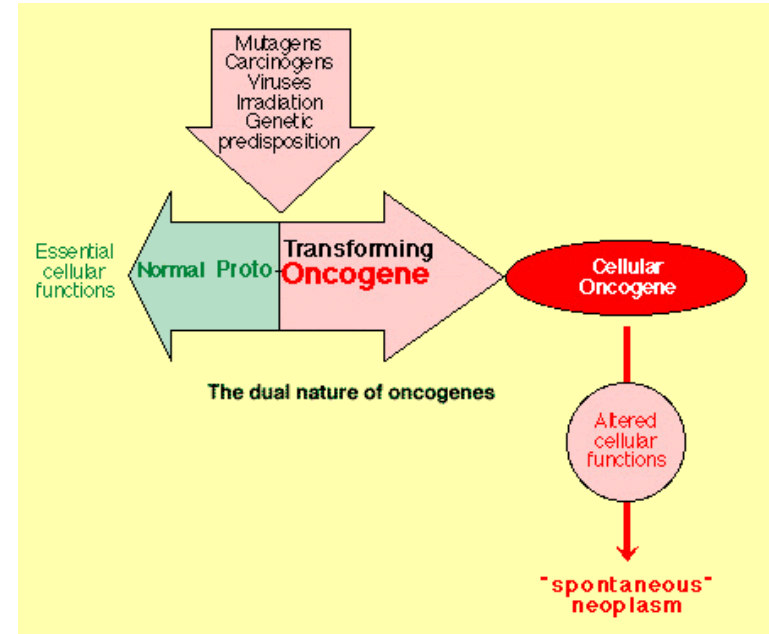 Mutagens
Carcinogens
Viruses
Irradiation
Genetic
predisposition
Essential
cellular
functions
Normal Proto-
Transforming
Oncogene
Cellular
Oncogene
The dual nature of oncogenes
Altered
cellular
functions
"spontaneous"
neoplasm